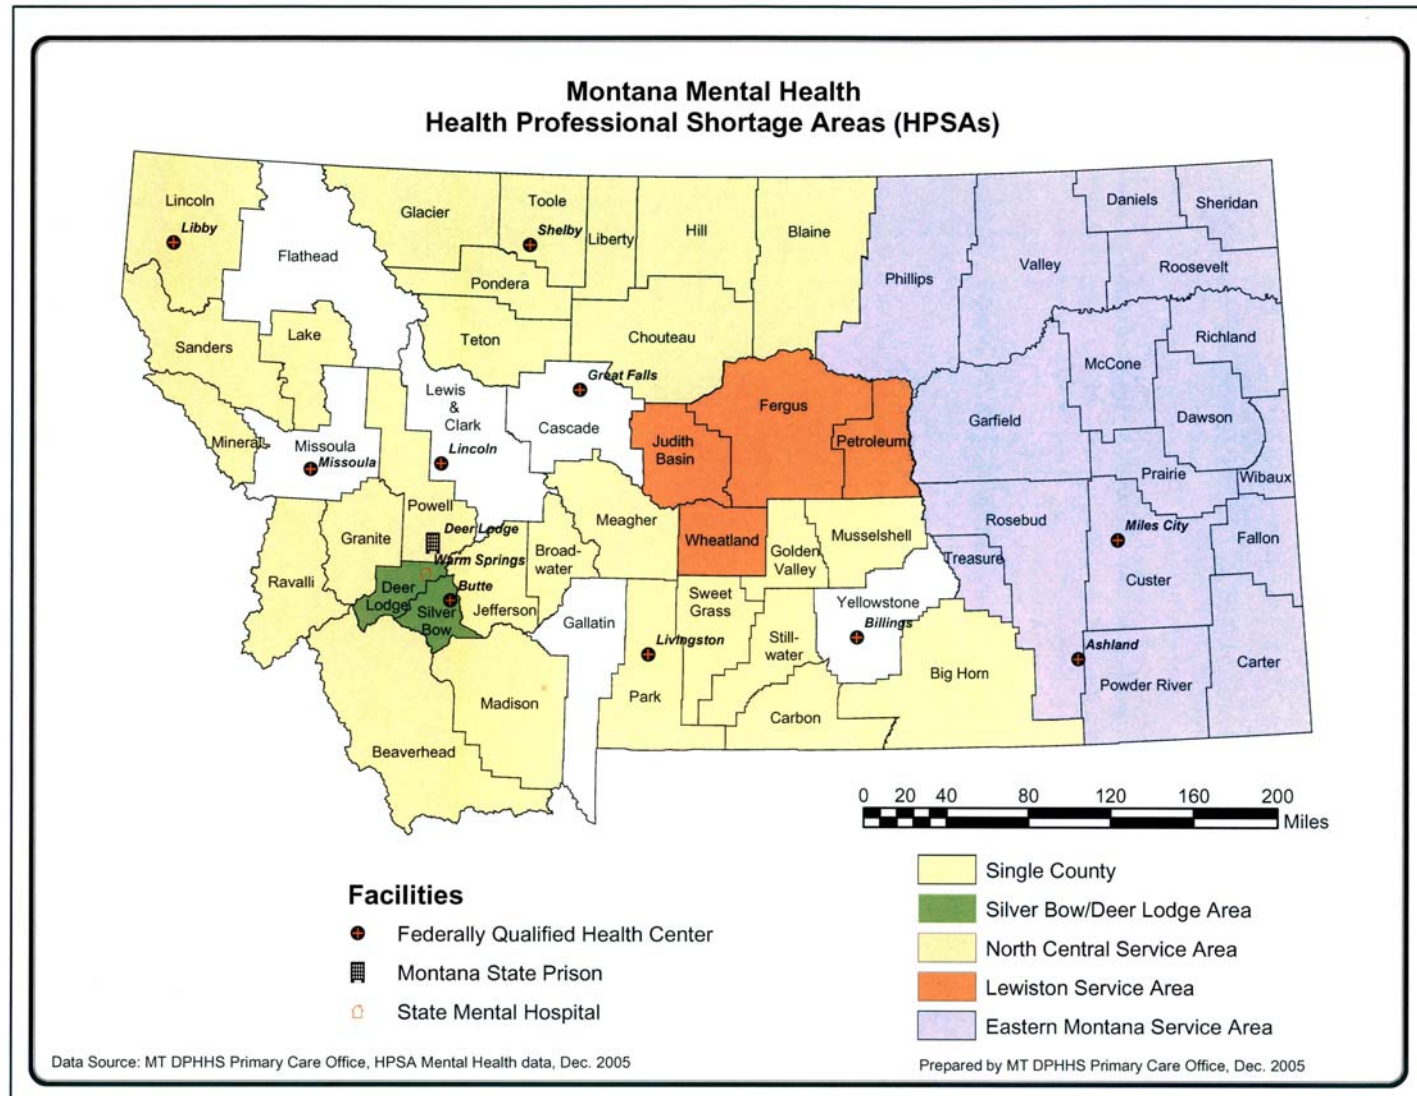 Montana Mental Health
Health Professional Shortage Areas (HPSAs)
Lincoln
Libby
Flathead
Glacier
Toole
Shelby
Liberty
Hill
Blaine
Phillips
Valley
Daniels
Sheridan
Roosevelt
Pondera
Teton
Chouteau
Sanders
Lake
Richland
McCone
Lewis
&
Clark
Lincoln
Great Falls
Cascade
Fergus
Judith
Basin
Petroleum
Garfield
Dawson
Prairie
Wibaux
Mineral
Missoula
Missoula
Powell
Deer Lodge
Warm Springs
Granite
Ravalli
Deer
Lodge
Butte
Silver
Bow
Jefferson
Broad-
water
Meagher
Wheatland
Golden
Valley
Musselshell
Rosebud
Treasure
Miles City
Custer
Fallon
Gallatin
Livingston
Park
Sweet
Grass
Still-
water
Yellowstone
Billings
Big Horn
Ashland
Powder River
Carter
Carbon
Madison
Beaverhead
0 20 40 80 120 160 200
Miles
Facilities
Federally Qualified Health Center
Montana State Prison
State Mental Hospital
Single County
Silver Bow/Deer Lodge Area
North Central Service Area
Lewiston Service Area
Eastern Montana Service Area
Data Source: MT DPHHS Primary Care Office, HPSA Mental Health data, Dec. 2005
Prepared by MT DPHHS Primary Care Office, Dec. 2005